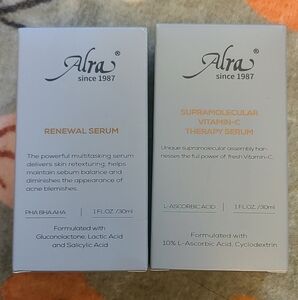 Alra®
since 1987
RENEWAL SERUM
The powerful multitasking serum
delivers skin retexturing, helps
maintain sebum balance and
diminishes the appearance of
acne blemishes.
PHA BHA AHA | 1 FL.OZ. /30ml
Formulated with
Gluconolactone, Lactic Acid
and Salicylic Acid
Alra®
since 1987
SUPRAMOLECULAR
VITAMIN-C
THERAPY SERUM
Unique supramolecular assembly har-
nesses the full power of fresh Vitamin-C.
L-ASCORBIC ACID | 1 FL.OZ. /30ml
Formulated with
10% L-Ascorbic Acid, Cyclodextrin